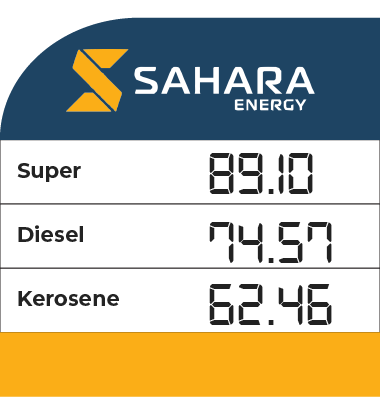 SAHARA
ENERGY
Super 89.10
Diesel 74.57
Kerosene 62.46